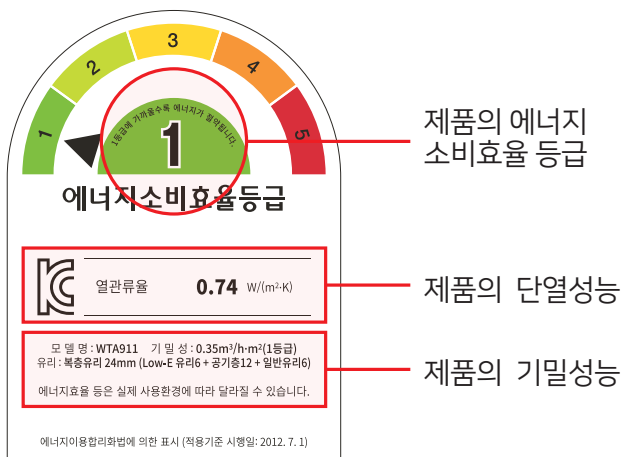 1
2
3
4
5
1등급에 가까울수록 에너지가 절약됩니다.
1
에너지소비효율등급
제품의 에너지
소비효율 등급
열관류율 0.74 W/(m²·K)
제품의 단열성능
모 델 명 : WTA911 기 밀 성 : 0.35m³/h·m²(1등급)
유리 : 복층유리 24mm (Low-E 유리6 + 공기층12 + 일반유리6)
에너지효율 등은 실제 사용환경에 따라 달라질 수 있습니다.
제품의 기밀성능
에너지이용합리화법에 의한 표시 (적용기준 시행일: 2012. 7. 1)